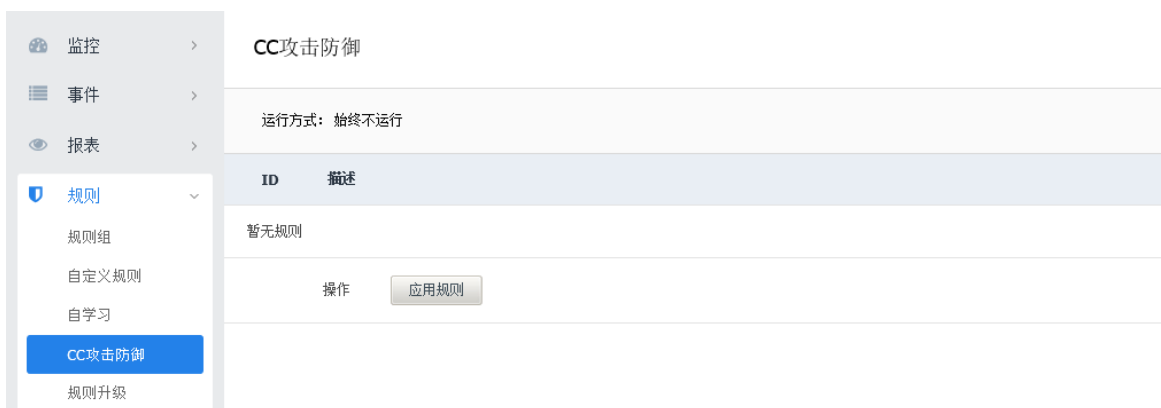 监控
事件
报表
规则
规则组
自定义规则
自学习
CC攻击防御
规则升级
CC攻击防御
运行方式: 始终不运行
ID 描述
暂无规则
操作 应用规则